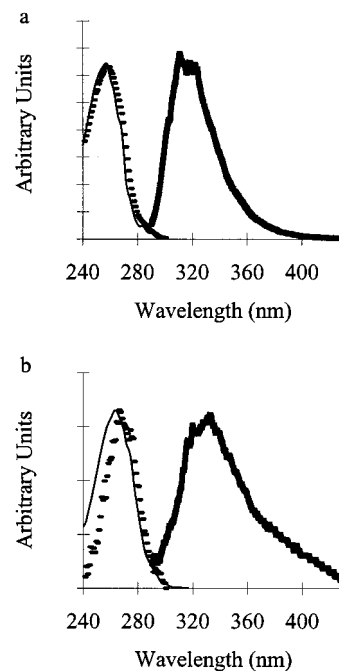 a
Arbitrary Units
240 280 320 360 400
Wavelength (nm)
b
Arbitrary Units
240 280 320 360 400
Wavelength (nm)